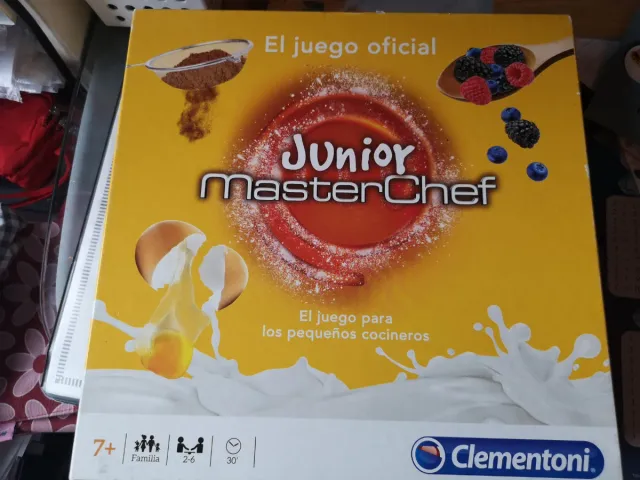 El juego oficial
Junior
MasterChef
El juego para
los pequeños cocineros
7+
Familia
2-6
30'
Clementoni®